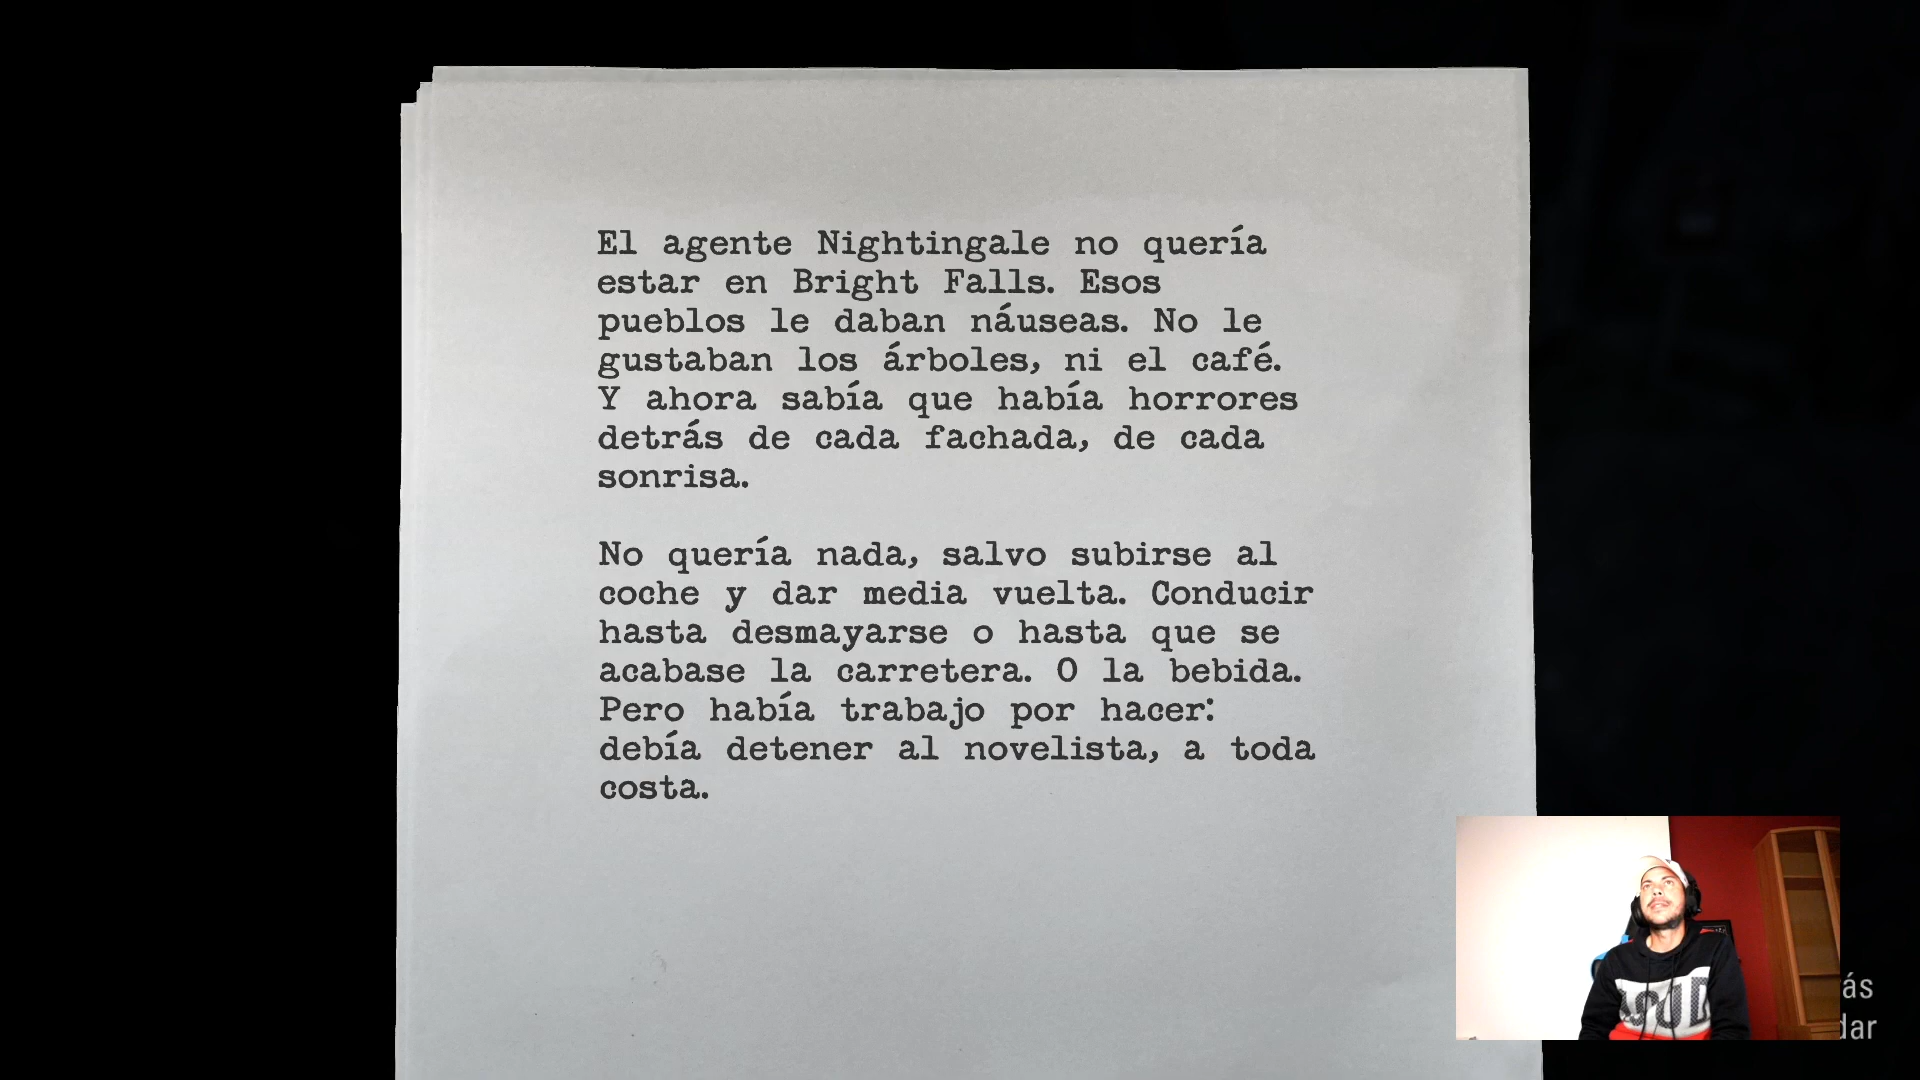 El agente Nightingale no quería
estar en Bright Falls. Esos
pueblos le daban náuseas. No le
gustaban los árboles, ni el café.
Y ahora sabía que había horrores
detrás de cada fachada, de cada
sonrisa.
No quería nada, salvo subirse al
coche y dar media vuelta. Conducir
hasta desmayarse o hasta que se
acabase la carretera. O la bebida.
Pero había trabajo por hacer:
debía detener al novelista, a toda
costa.